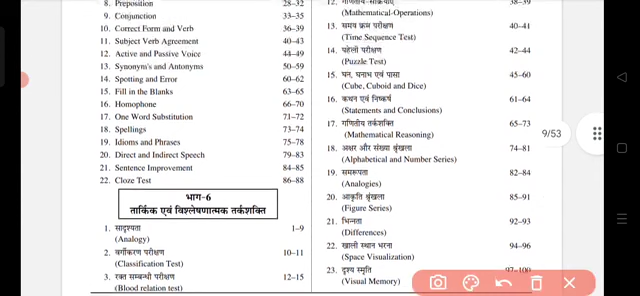 8. Preposition 28–32
9. Conjunction 33–35
10. Correct Form and Verb 36–39
11. Subject Verb Agreement 40–43
12. Active and Passive Voice 44–49
13. Synonym's and Antonyms 50–59
14. Spotting and Error 60–62
15. Fill in the Blanks 63–65
16. Homophone 66–70
17. One Word Substitution 71–72
18. Spellings 73–74
19. Idioms and Phrases 75–78
20. Direct and Indirect Speech 79–83
21. Sentence Improvement 84–85
22. Cloze Test 86–88
भाग-6
तार्किक एवं विश्लेषणात्मक तर्कशक्ति
1. सादृश्यता 1–9
(Analogy)
2. वर्गीकरण परीक्षण 10–11
(Classification Test)
3. रक्त सम्बन्धी परीक्षण 12–15
(Blood relation test)
12. गणितीय संक्रियाएँ 38–39
(Mathematical-Operations)
13. समय क्रम परीक्षण 40–41
(Time Sequence Test)
14. पहेली परीक्षण 42–44
(Puzzle Test)
15. घन, घनाभ एवं पासा 45–60
(Cube, Cuboid and Dice)
16. कथन एवं निष्कर्ष 61–64
(Statements and Conclusions)
17. गणितीय तर्कशक्ति 65–73
(Mathematical Reasoning)
18. अक्षर और संख्या श्रृंखला 74–81
(Alphabetical and Number Series)
19. समरूपता 82–84
(Analogies)
20. आकृति श्रृंखला 85–91
(Figure Series)
21. भिन्नता 92–93
(Differences)
22. खाली स्थान भरना 94–96
(Space Visualization)
23. दृश्य स्मृति 97–100
(Visual Memory)
9/53